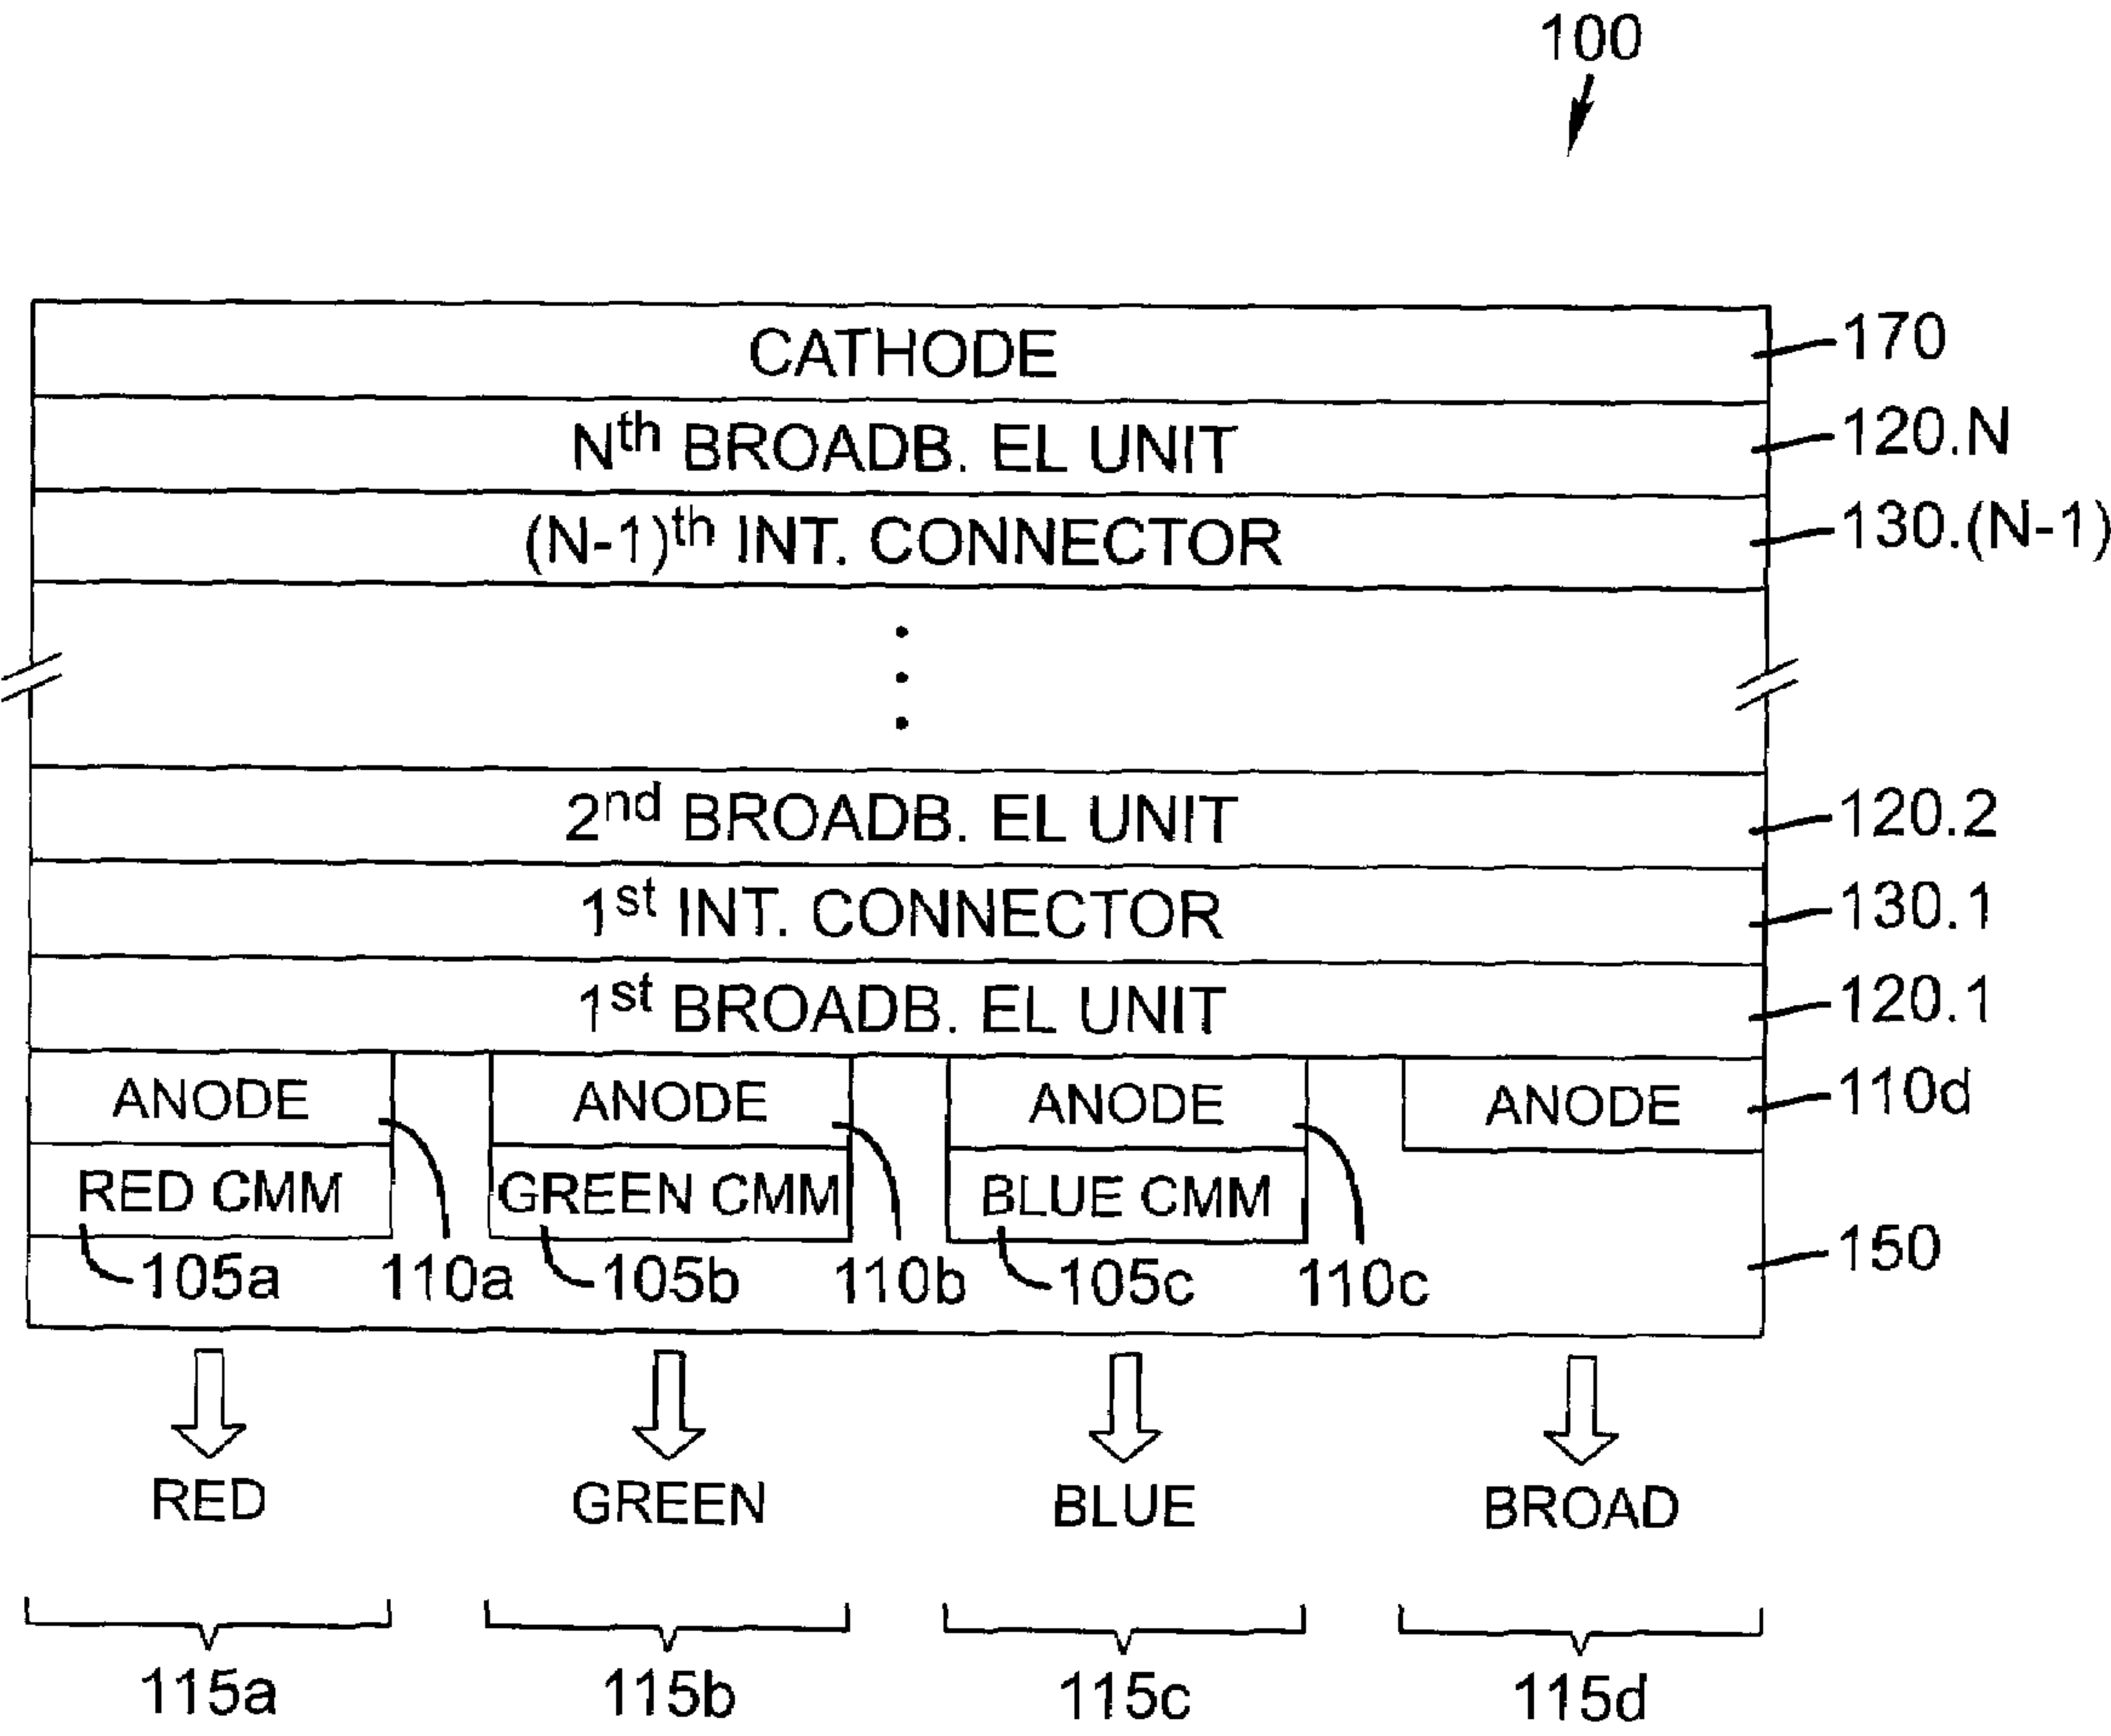 100
CATHODE 170
Nth BROADB. EL UNIT 120.N
(N-1)th INT. CONNECTOR 130.(N-1)
2nd BROADB. EL UNIT 120.2
1st INT. CONNECTOR 130.1
1st BROADB. EL UNIT 120.1
ANODE ANODE ANODE ANODE 110d
RED CMM GREEN CMM BLUE CMM
105a 110a 105b 110b 105c 110c 150
RED GREEN BLUE BROAD
115a 115b 115c 115d